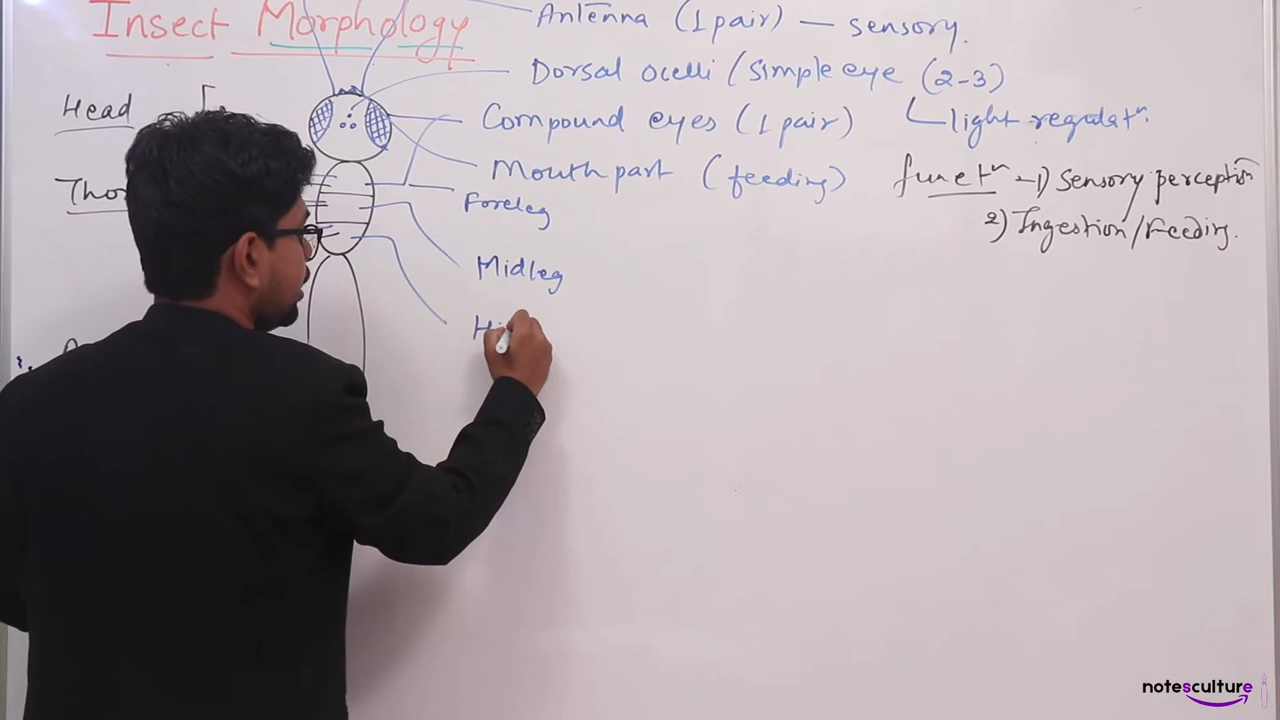 Insect Morphology
Antenna (1 pair) — sensory.
Dorsal ocelli / Simple eye (2-3)
light regulatⁿ.
Head
Compound eyes (1 pair)
Mouth part (feeding)
functⁿ - 1) Sensory perception
2) Ingestion/Feeding.
Foreleg
Midleg
notesculture